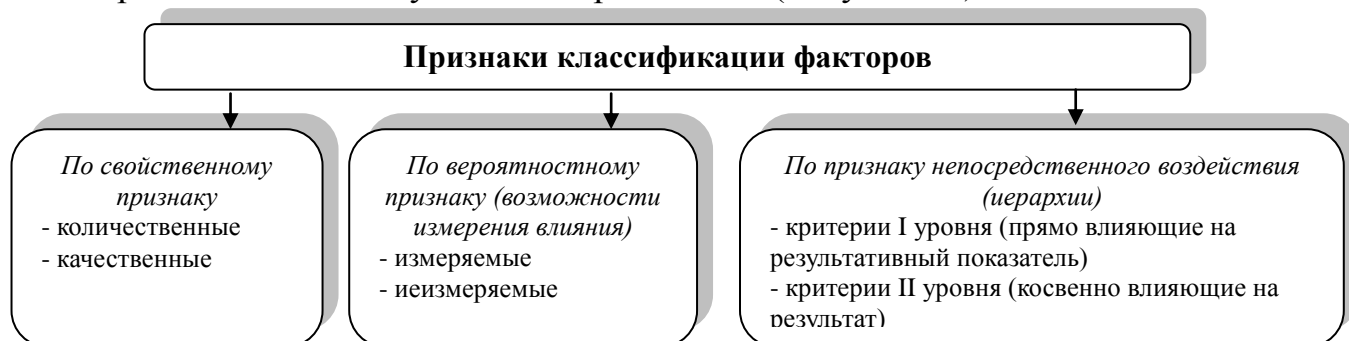 Признаки классификации факторов
По свойственному
признаку
- количественные
- качественные
По вероятностному
признаку (возможности
измерения влияния)
- измеряемые
- иеизмеряемые
По признаку непосредственного воздействия
(иерархии)
- критерии I уровня (прямо влияющие на
результативный показатель)
- критерии II уровня (косвенно влияющие на
результат)